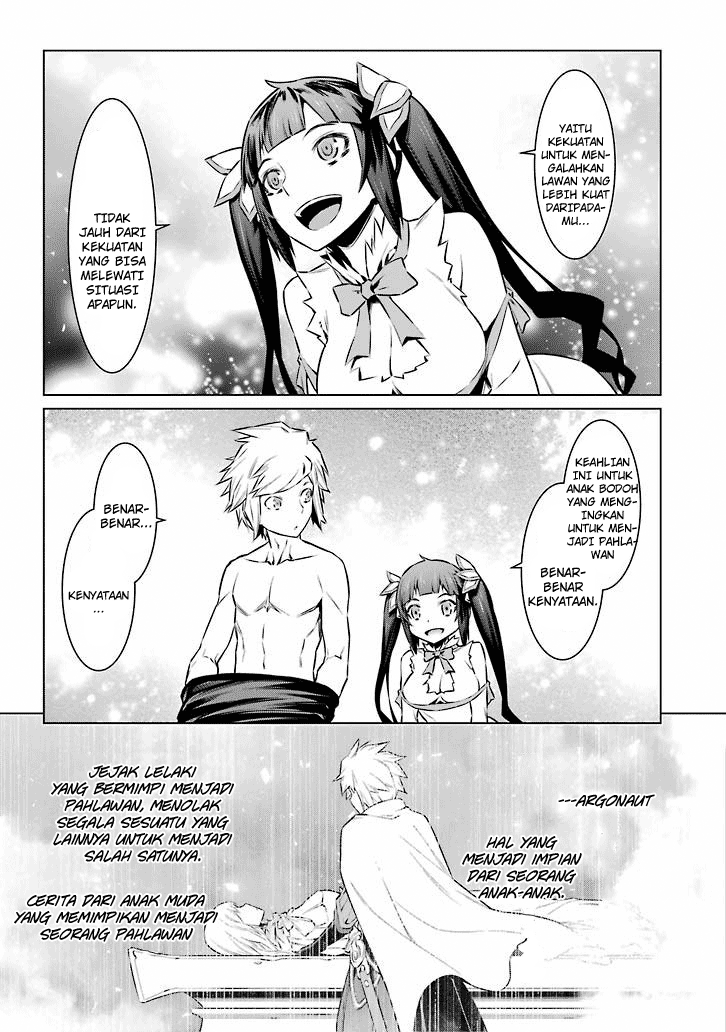 YAITU
KEKUATAN
UNTUK MEN-
GALAHKAN
LAWAN YANG
LEBIH KUAT
DARIPADA-
MU...
TIDAK
JAUH DARI
KEKUATAN
YANG BISA
MELEWATI
SITUASI
APAPUN.
KEAHLIAN
INI UNTUK
ANAK BODOH
YANG MENG-
INGKAN
UNTUK MEN-
JADI PAHLA-
WAN
BENAR-
BENAR
KENYATAAN.
BENAR-
BENAR...
KENYATAAN
...
---ARGONAUT
HAL YANG
MENJADI IMPIAN
DARI SEORANG
ANAK-ANAK.
JEJAK LELAKI
YANG BERMIMPI MENJADI
PAHLAWAN, MENOLAK
SEGALA SESUATU YANG
LAINNYA UNTUK MENJADI
SALAH SATUNYA.
CERITA DARI ANAK MUDA
YANG MEMIMPIKAN MENJADI
SEORANG PAHLAWAN